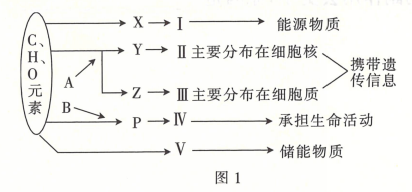 C、H、O元素
X
I
能源物质
Y
II 主要分布在细胞核
A
携带遗传信息
Z
III 主要分布在细胞质
B
P
IV
承担生命活动
V
储能物质
图 1